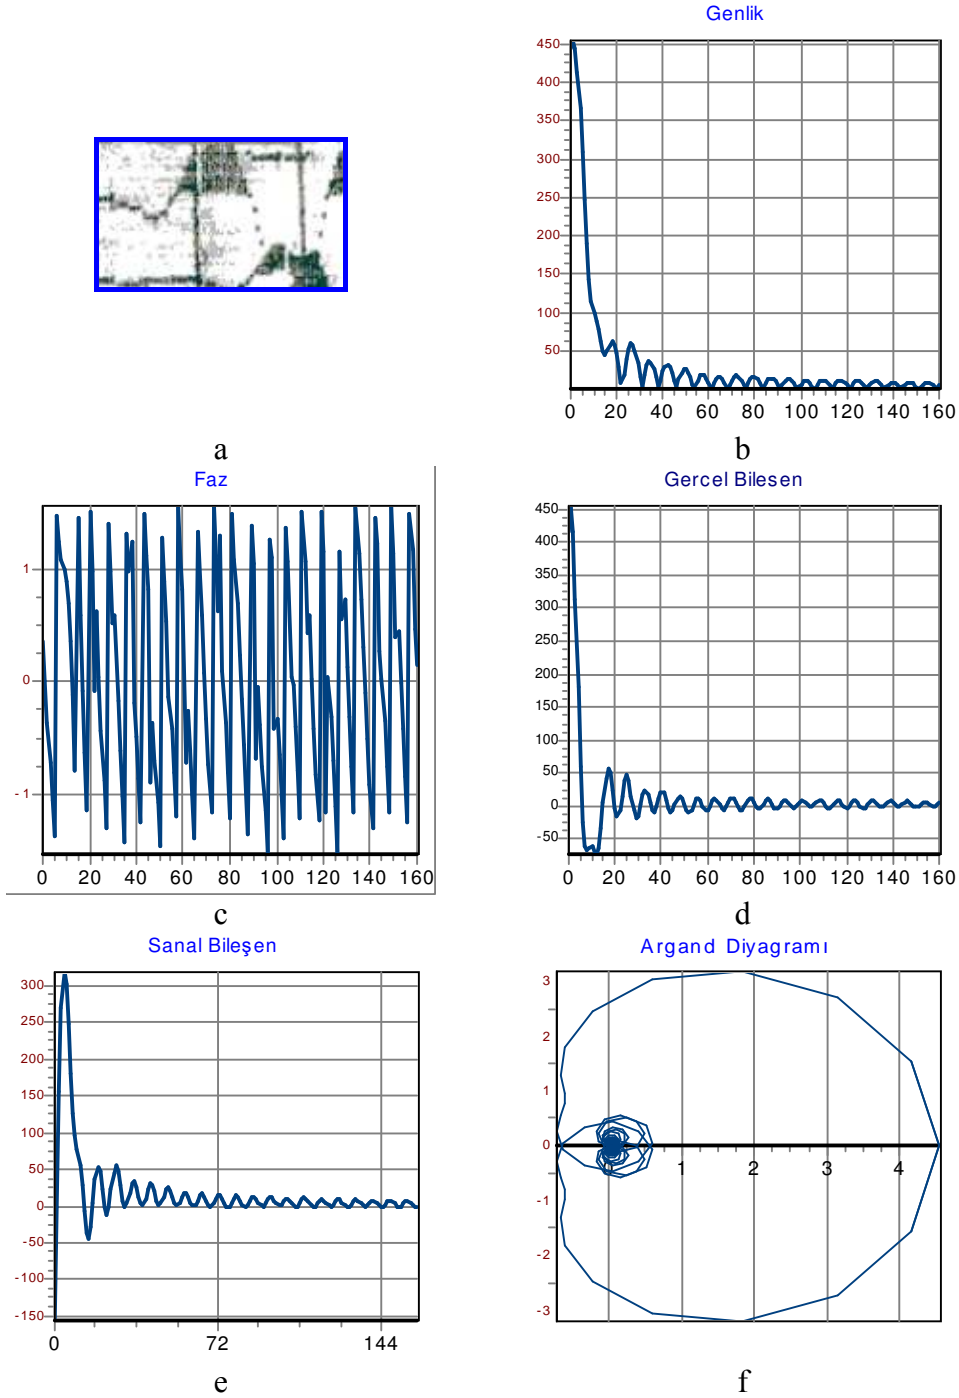 Genlik
450
400
350
300
250
200
150
100
50
0 20 40 60 80 100 120 140 160
a
b
Faz
1
0
-1
0 20 40 60 80 100 120 140 160
c
Gercel Bilesen
450
400
350
300
250
200
150
100
50
0
-50
0 20 40 60 80 100 120 140 160
d
Sanal Bileşen
300
250
200
150
100
50
0
-50
-100
-150
0 72 144
e
Argand Diyagramı
3
2
1
0
-1
-2
-3
1 2 3 4
f